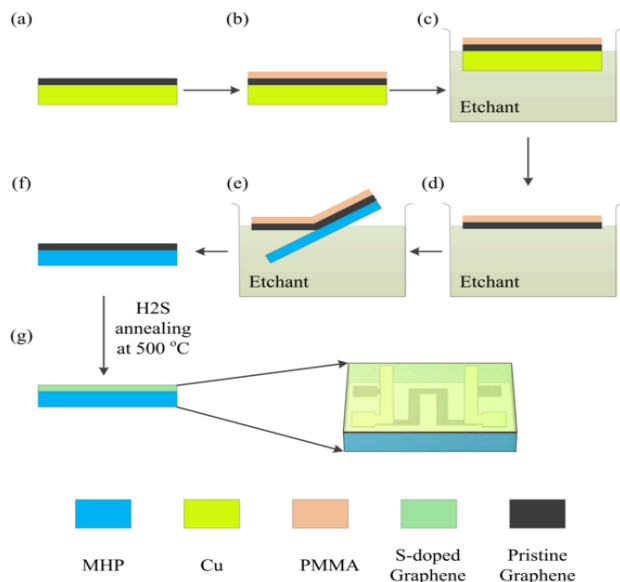 (a)
(b)
(c)
Etchant
(f)
(e)
(d)
Etchant
Etchant
H2S
annealing
at 500 °C
(g)
MHP
Cu
PMMA
S-doped
Graphene
Pristine
Graphene